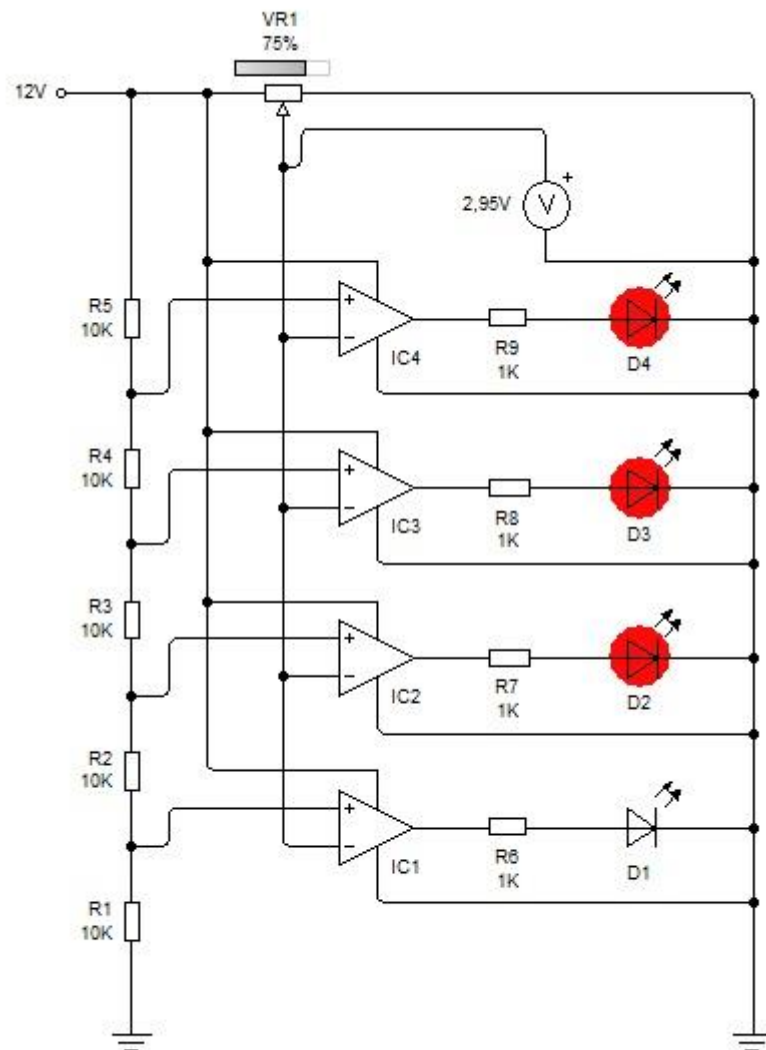 VR1
75%
12V
+
2,95V
V
R5
10K
+
-
IC4
R9
1K
D4
R4
10K
+
-
IC3
R8
1K
D3
R3
10K
+
-
IC2
R7
1K
D2
R2
10K
+
-
IC1
R6
1K
D1
R1
10K